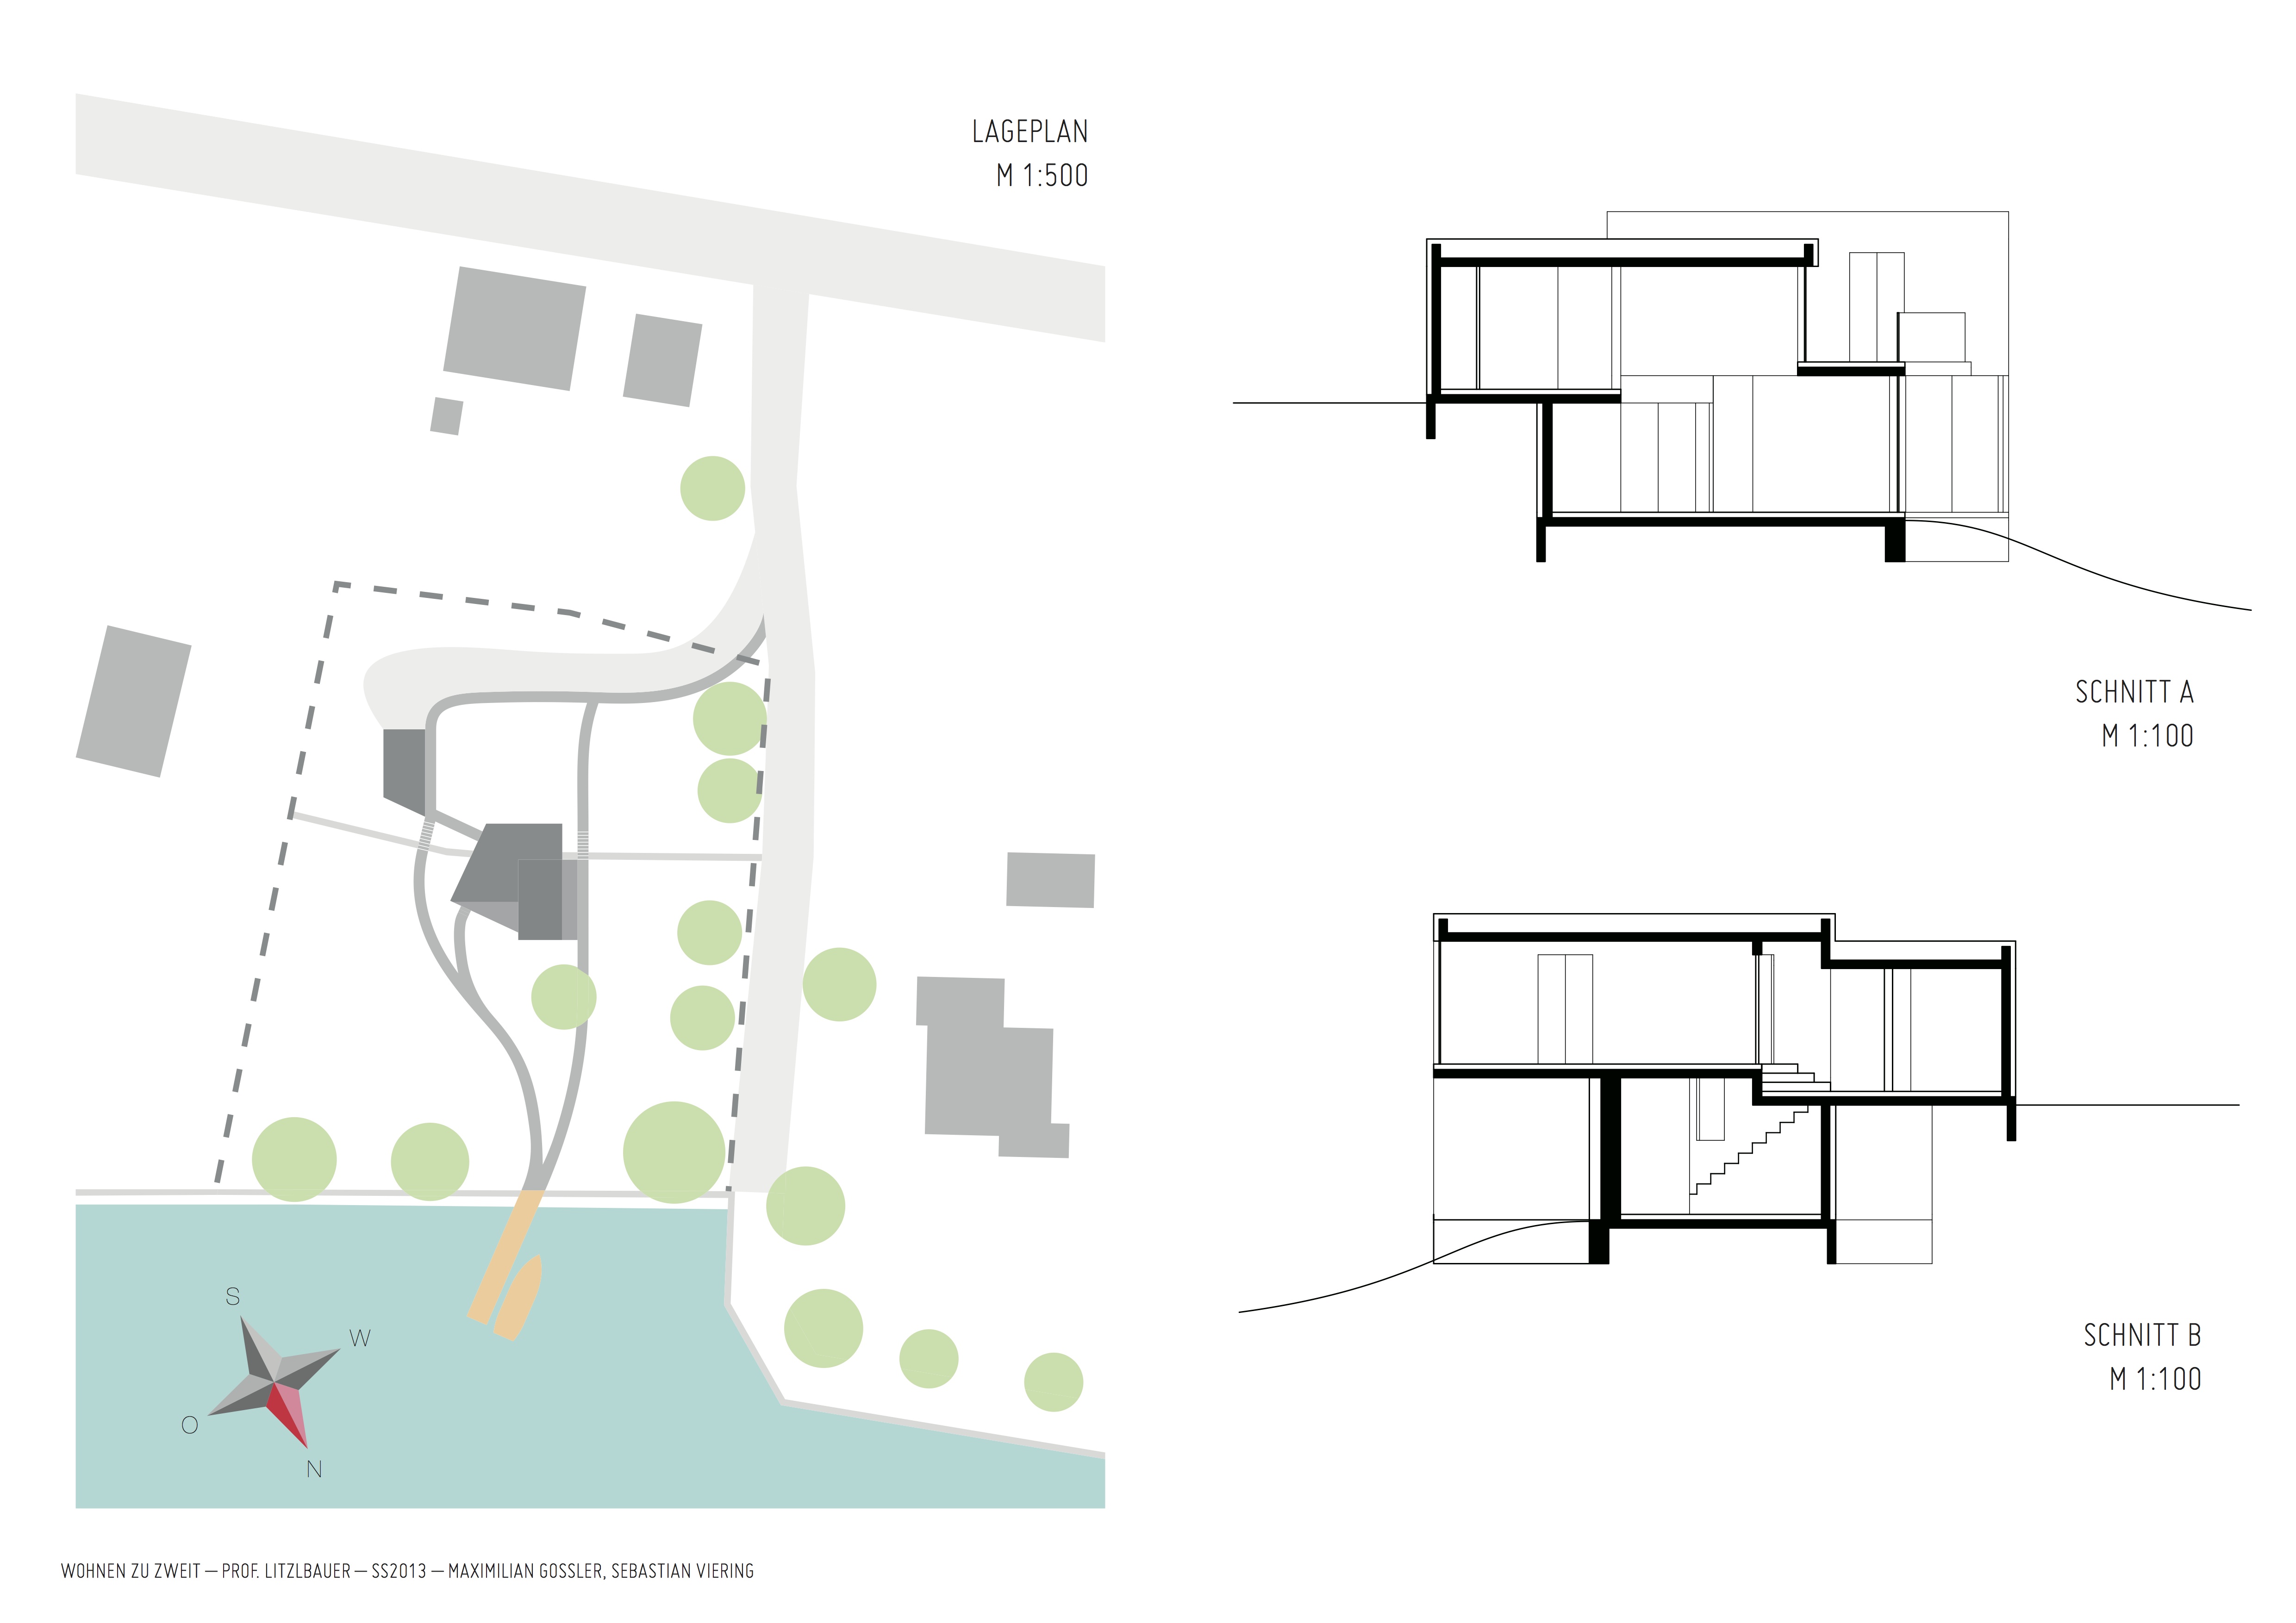 LAGEPLAN
M 1:500
SCHNITT A
M 1:100
SCHNITT B
M 1:100
S
W
O
N
WOHNEN ZU ZWEIT — PROF. LITZLBAUER — SS2013 — MAXIMILIAN GOSSLER, SEBASTIAN VIERING